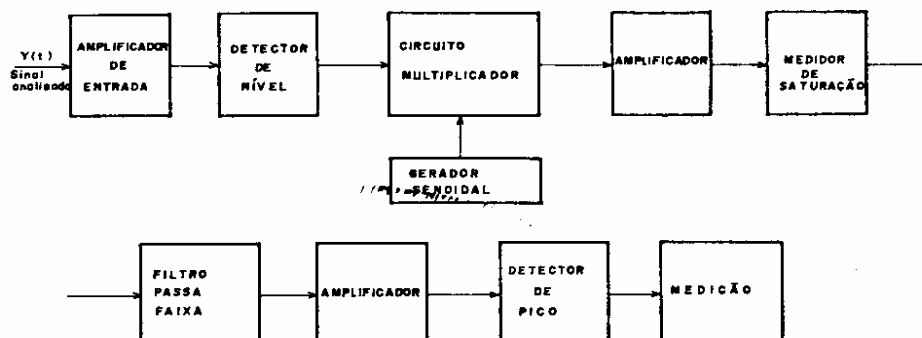 Y(t)
Sinal
analisado
AMPLIFICADOR
DE
ENTRADA
DETECTOR
DE
NÍVEL
CIRCUITO
MULTIPLICADOR
AMPLIFICADOR
MEDIDOR
DE
SATURAÇÃO
GERADOR
SENOIDAL
FILTRO
PASSA
FAIXA
AMPLIFICADOR
DETECTOR
DE
PICO
MEDIÇÃO